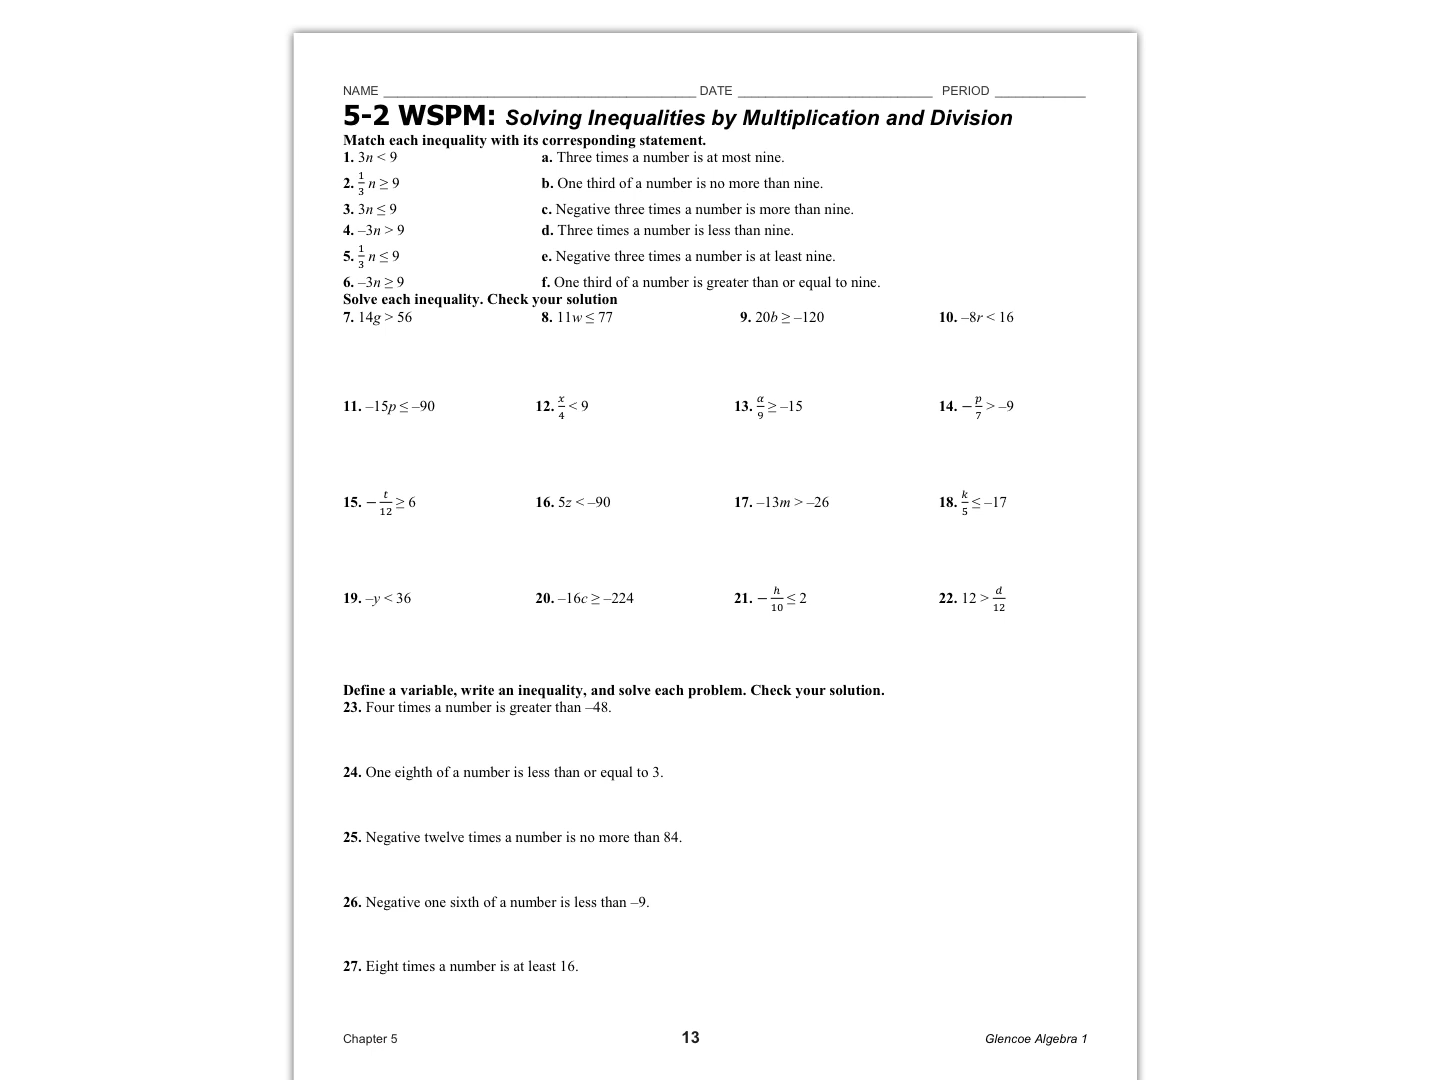 NAME ________________________________________ DATE _________________________ PERIOD ____________
5-2 WSPM: Solving Inequalities by Multiplication and Division
Match each inequality with its corresponding statement.
1. 3n < 9 a. Three times a number is at most nine.
2. 1/3 n ≥ 9 b. One third of a number is no more than nine.
3. 3n ≤ 9 c. Negative three times a number is more than nine.
4. –3n > 9 d. Three times a number is less than nine.
5. 1/3 n ≤ 9 e. Negative three times a number is at least nine.
6. –3n ≥ 9 f. One third of a number is greater than or equal to nine.
Solve each inequality. Check your solution
7. 14g > 56 8. 11w ≤ 77 9. 20b ≥ –120 10. –8r < 16
11. –15p ≤ –90 12. x/4 < 9 13. α/9 ≥ –15 14. −p/7 > –9
15. −t/12 ≥ 6 16. 5z < –90 17. –13m > –26 18. k/5 ≤ –17
19. –y < 36 20. –16c ≥ –224 21. −h/10 ≤ 2 22. 12 > d/12
Define a variable, write an inequality, and solve each problem. Check your solution.
23. Four times a number is greater than –48.
24. One eighth of a number is less than or equal to 3.
25. Negative twelve times a number is no more than 84.
26. Negative one sixth of a number is less than –9.
27. Eight times a number is at least 16.
Chapter 5 13 Glencoe Algebra 1